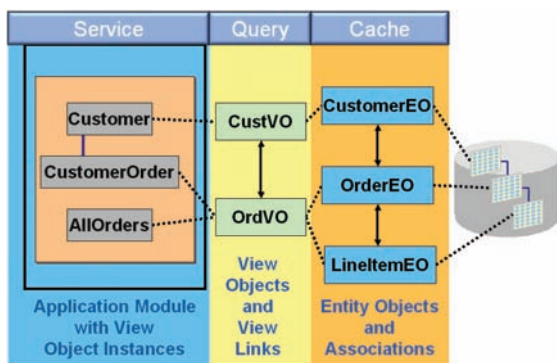 Service
Query
Cache
Customer
CustomerOrder
AllOrders
CustVO
OrdVO
CustomerEO
OrderEO
LineItemEO
Application Module
with View
Object Instances
View
Objects
and
View
Links
Entity Objects
and
Associations